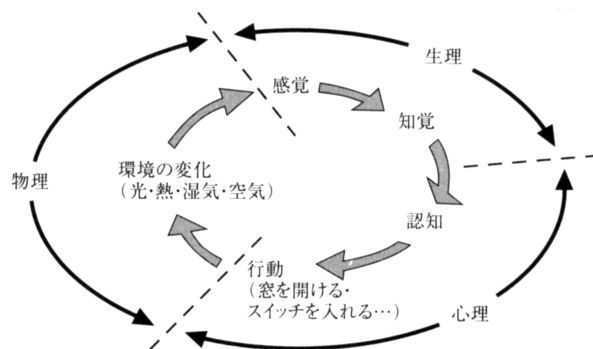 生理
感覚
知覚
環境の変化
(光・熱・湿気・空気)
物理
認知
行動
(窓を開ける・
スイッチを入れる…)
心理